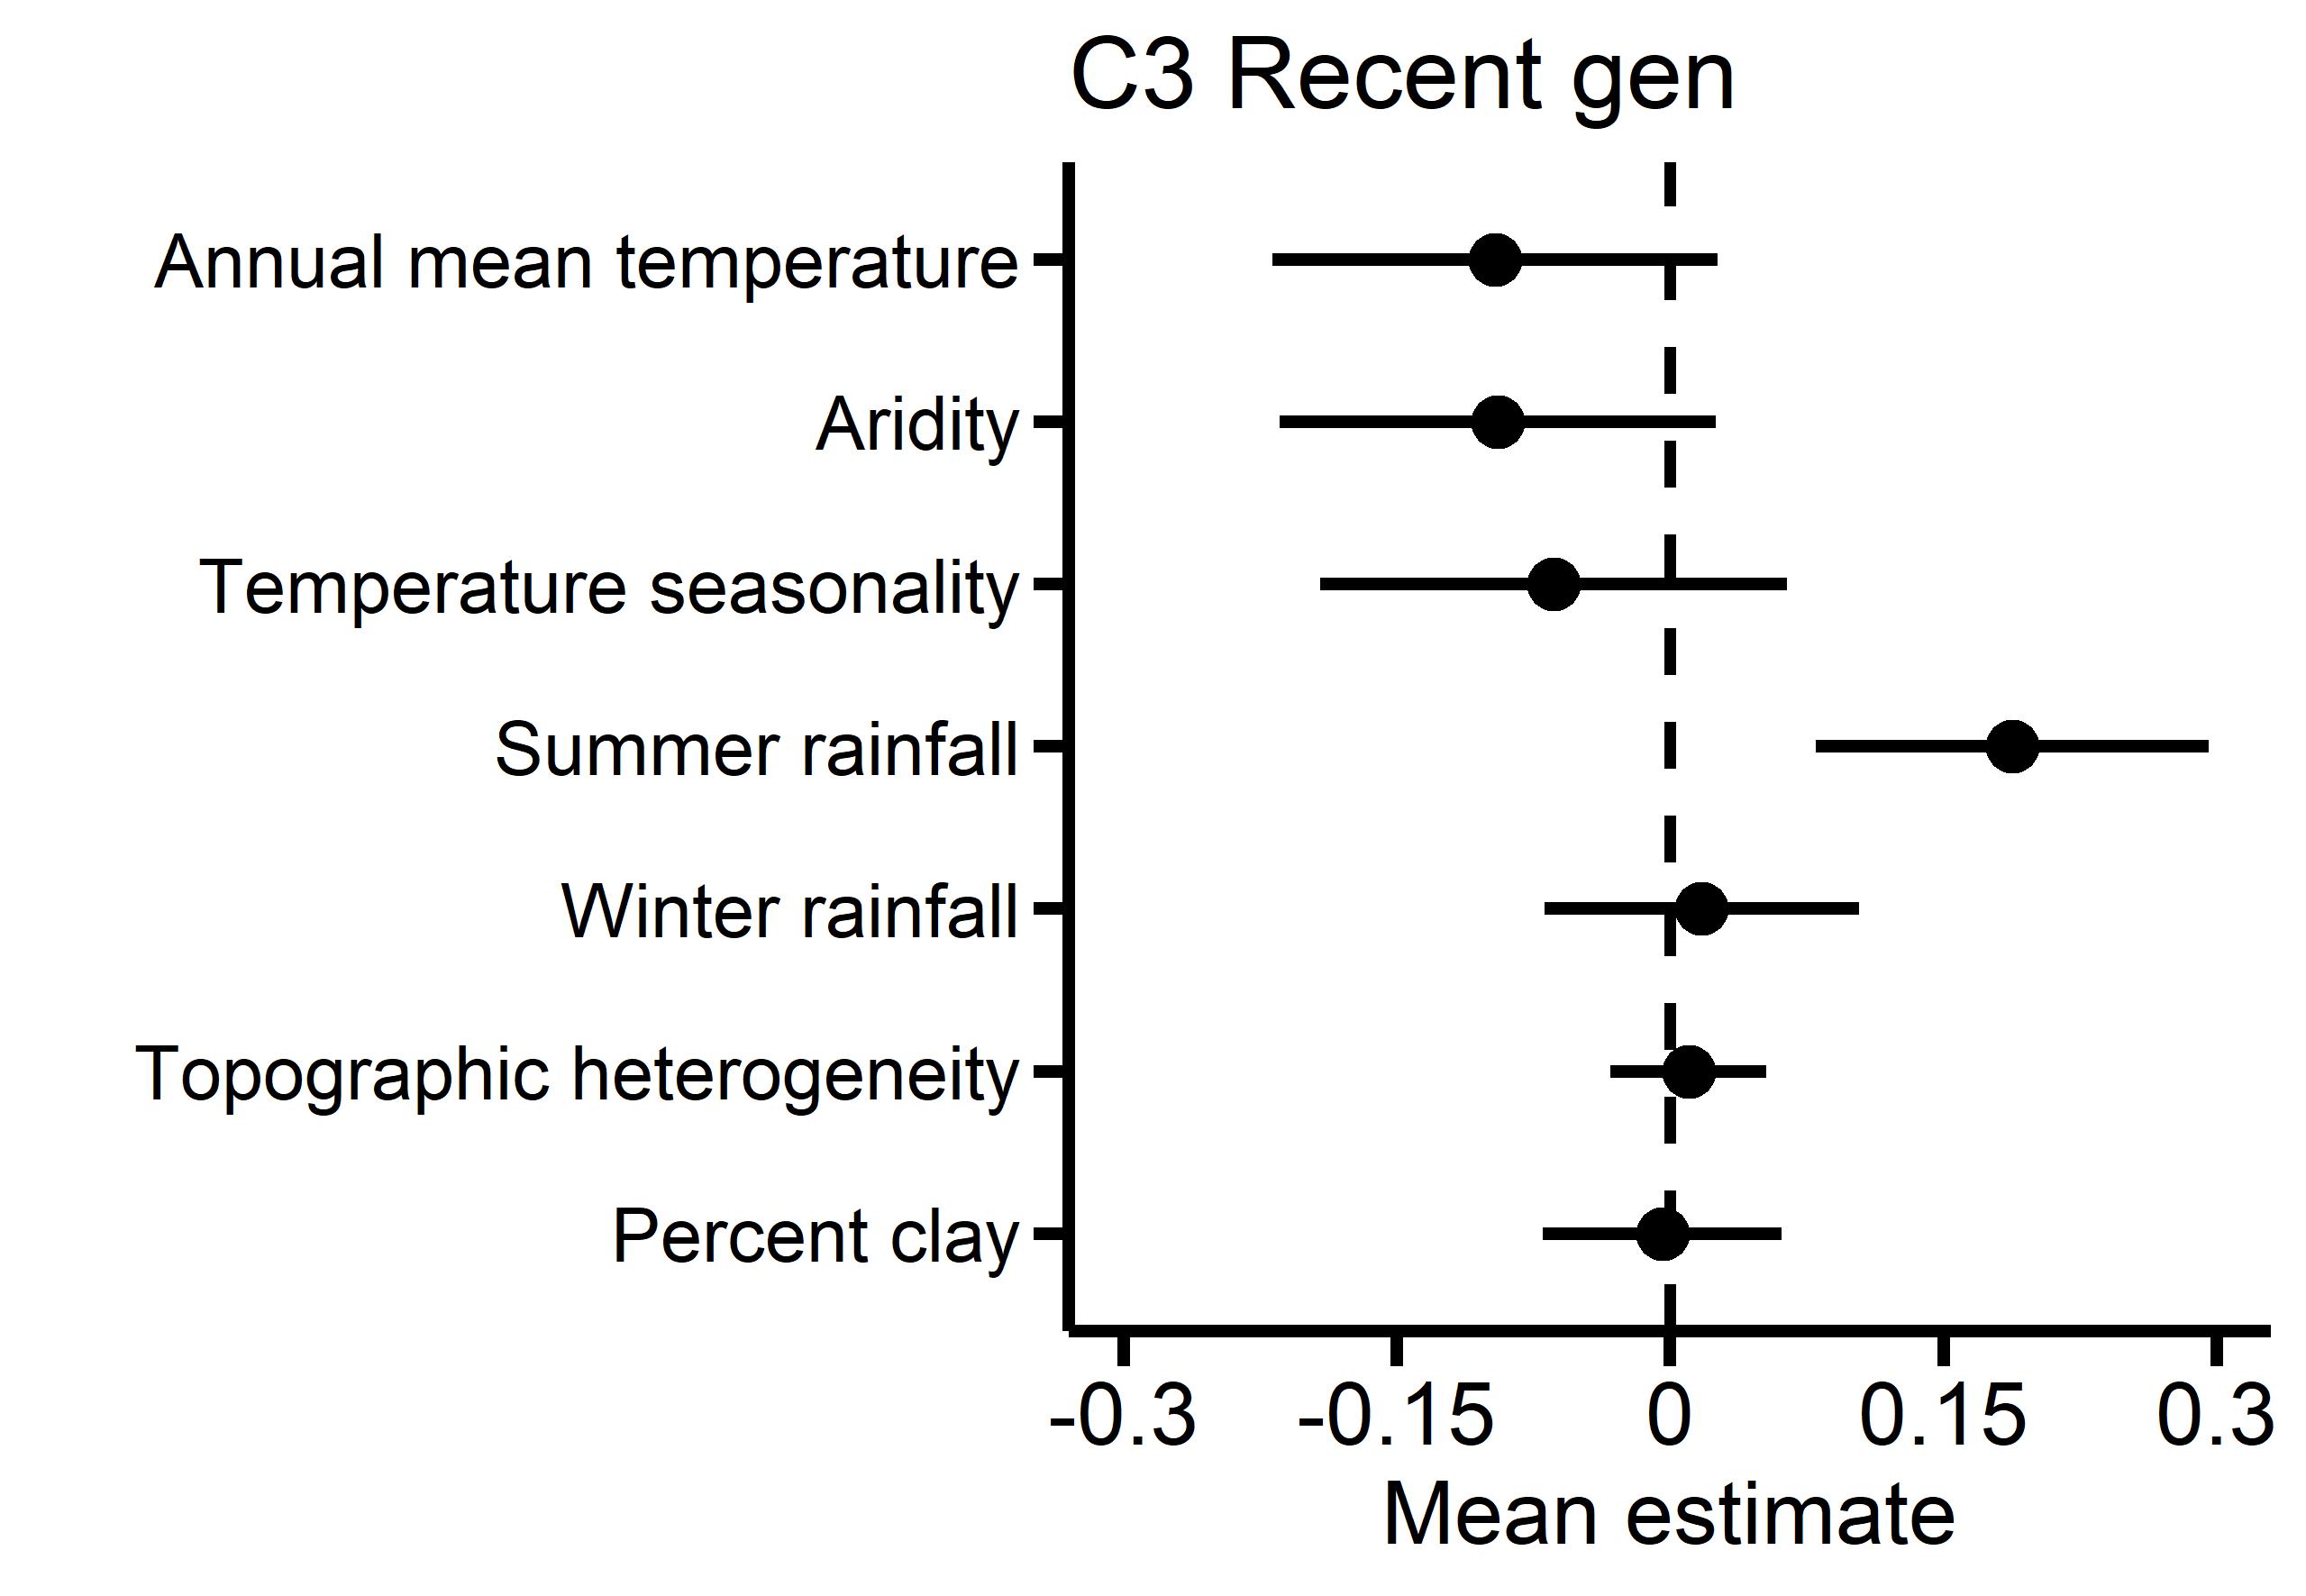 C3 Recent gen
Annual mean temperature
Aridity
Temperature seasonality
Summer rainfall
Winter rainfall
Topographic heterogeneity
Percent clay
-0.3 -0.15 0 0.15 0.3
Mean estimate